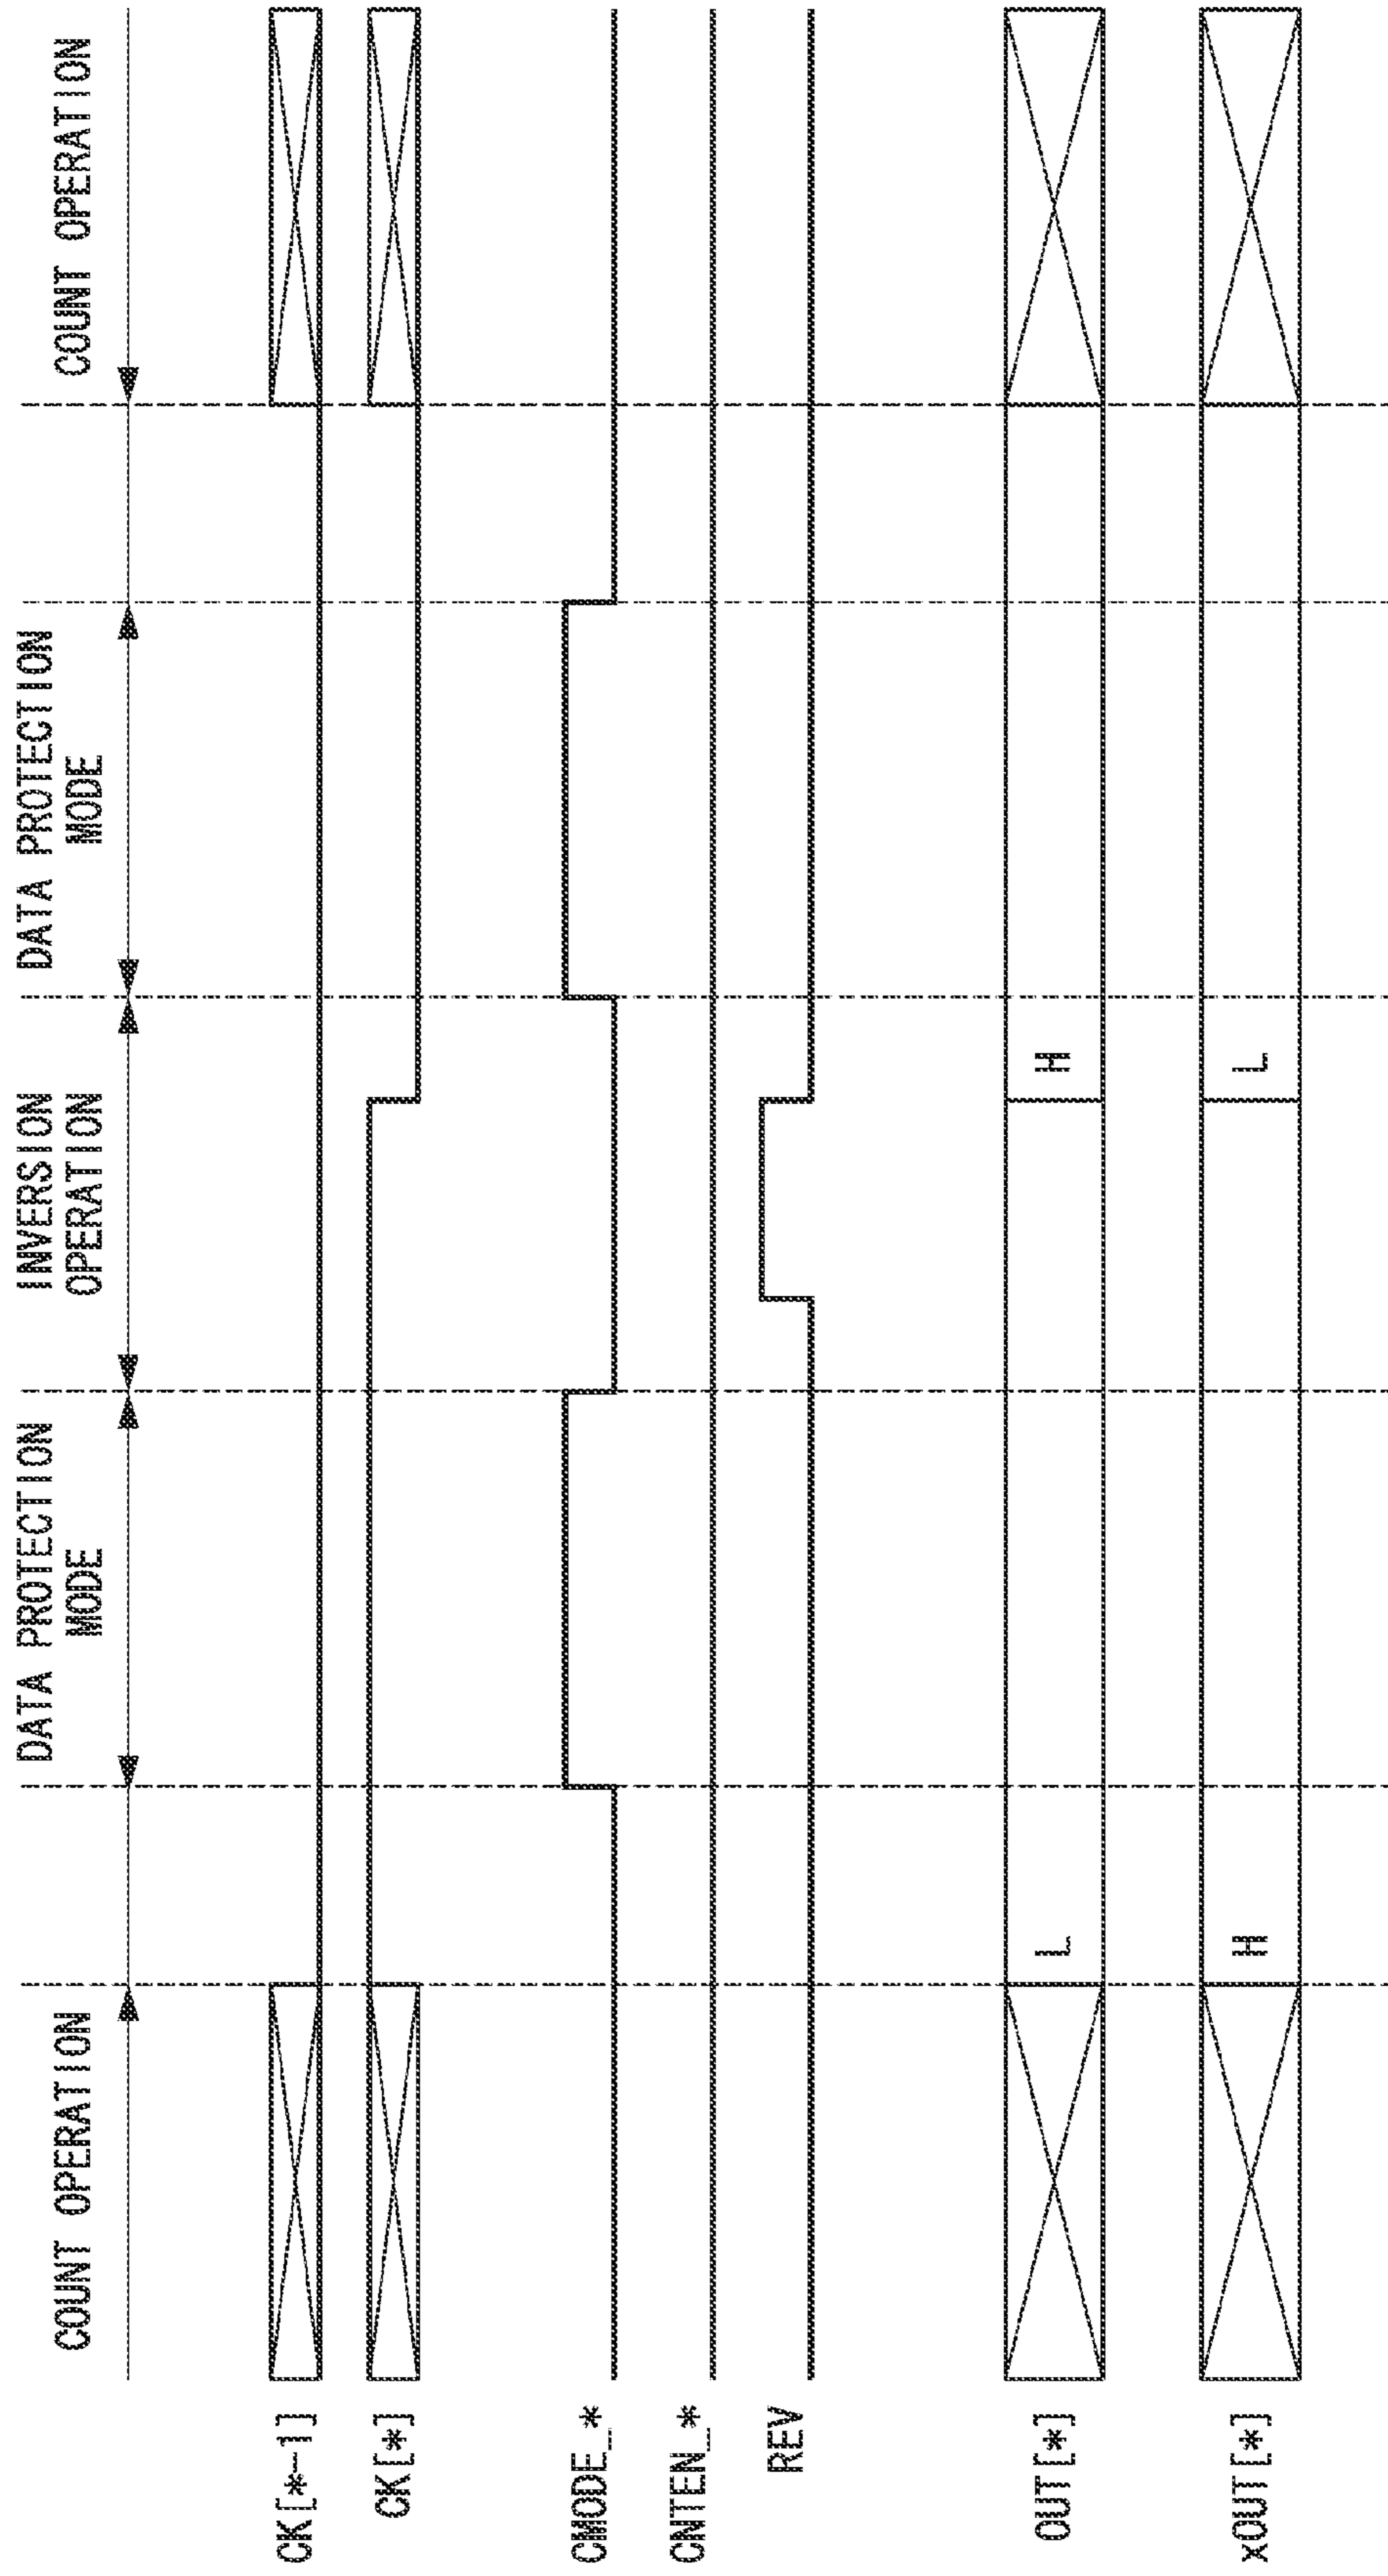 COUNT OPERATION
DATA PROTECTION
MODE
INVERSION
OPERATION
DATA PROTECTION
MODE
COUNT OPERATION
CK[*-1]
CK[*]
CMODE_*
CNTEN_*
REV
OUT[*]
L
H
xOUT[*]
H
L